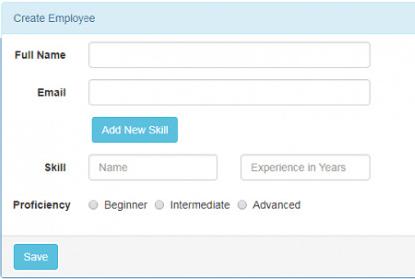 Create Employee
Full Name
Email
Add New Skill
Skill Name Experience in Years
Proficiency Beginner Intermediate Advanced
Save